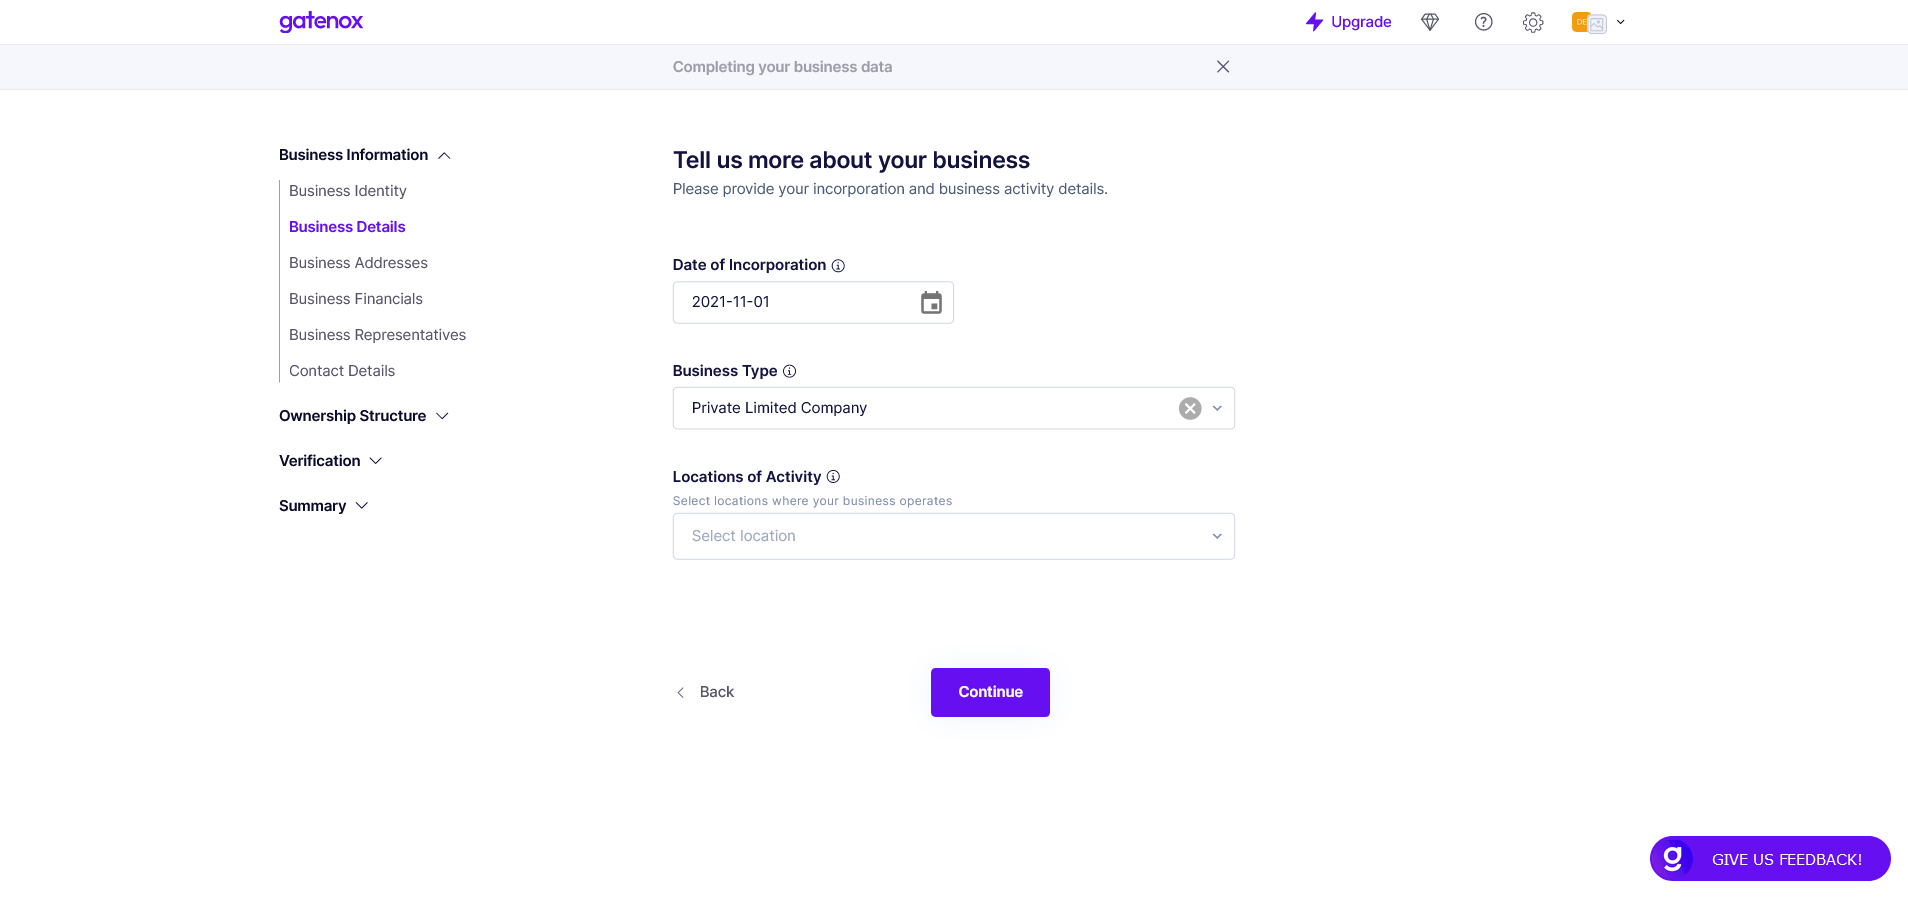 gatenox
Upgrade
DE
Completing your business data
Business Information
Business Identity
Business Details
Business Addresses
Business Financials
Business Representatives
Contact Details
Ownership Structure
Verification
Summary
Tell us more about your business
Please provide your incorporation and business activity details.
Date of Incorporation
2021-11-01
Business Type
Private Limited Company
Locations of Activity
Select locations where your business operates
Select location
Back
Continue
g GIVE US FEEDBACK!